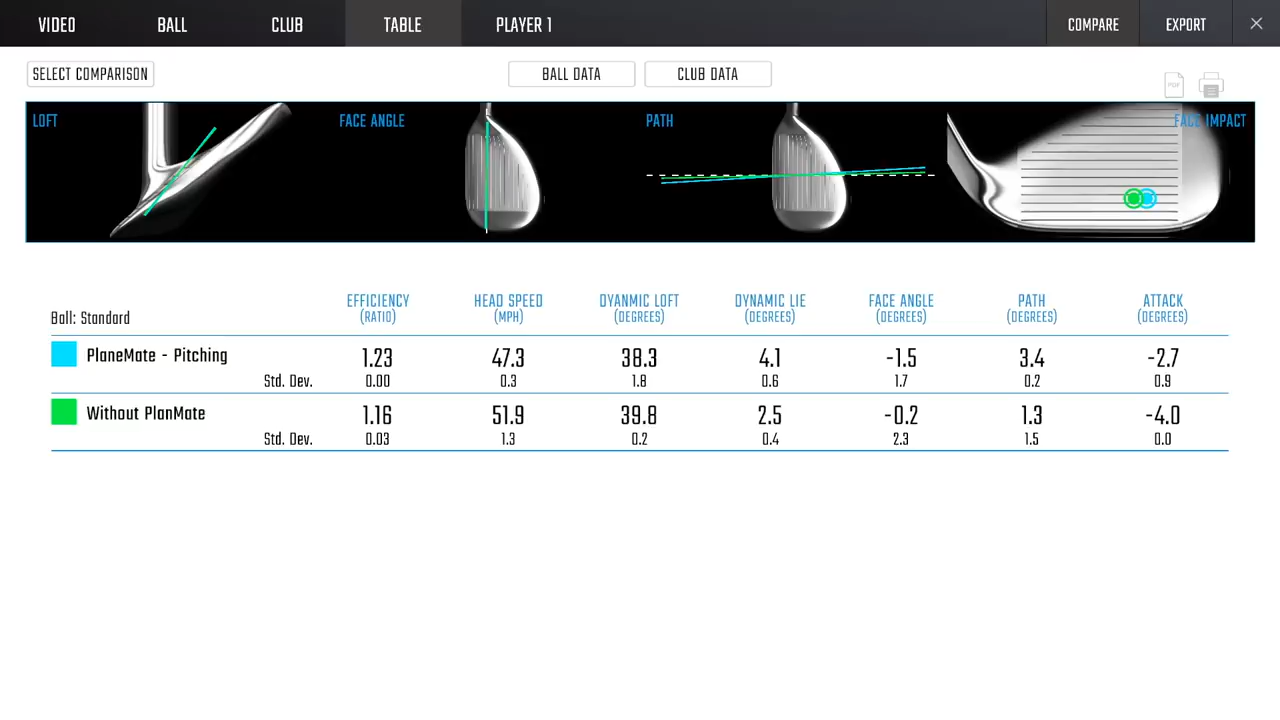 VIDEO BALL CLUB TABLE PLAYER 1 COMPARE EXPORT ×
SELECT COMPARISON BALL DATA CLUB DATA
PDF
LOFT FACE ANGLE PATH FACE IMPACT
EFFICIENCY HEAD SPEED DYANMIC LOFT DYNAMIC LIE FACE ANGLE PATH ATTACK
Ball: Standard (RATIO) (MPH) (DEGREES) (DEGREES) (DEGREES) (DEGREES) (DEGREES)
PlaneMate - Pitching 1.23 47.3 38.3 4.1 -1.5 3.4 -2.7
Std. Dev. 0.00 0.3 1.8 0.6 1.7 0.2 0.9
Without PlanMate 1.16 51.9 39.8 2.5 -0.2 1.3 -4.0
Std. Dev. 0.03 1.3 0.2 0.4 2.3 1.5 0.0